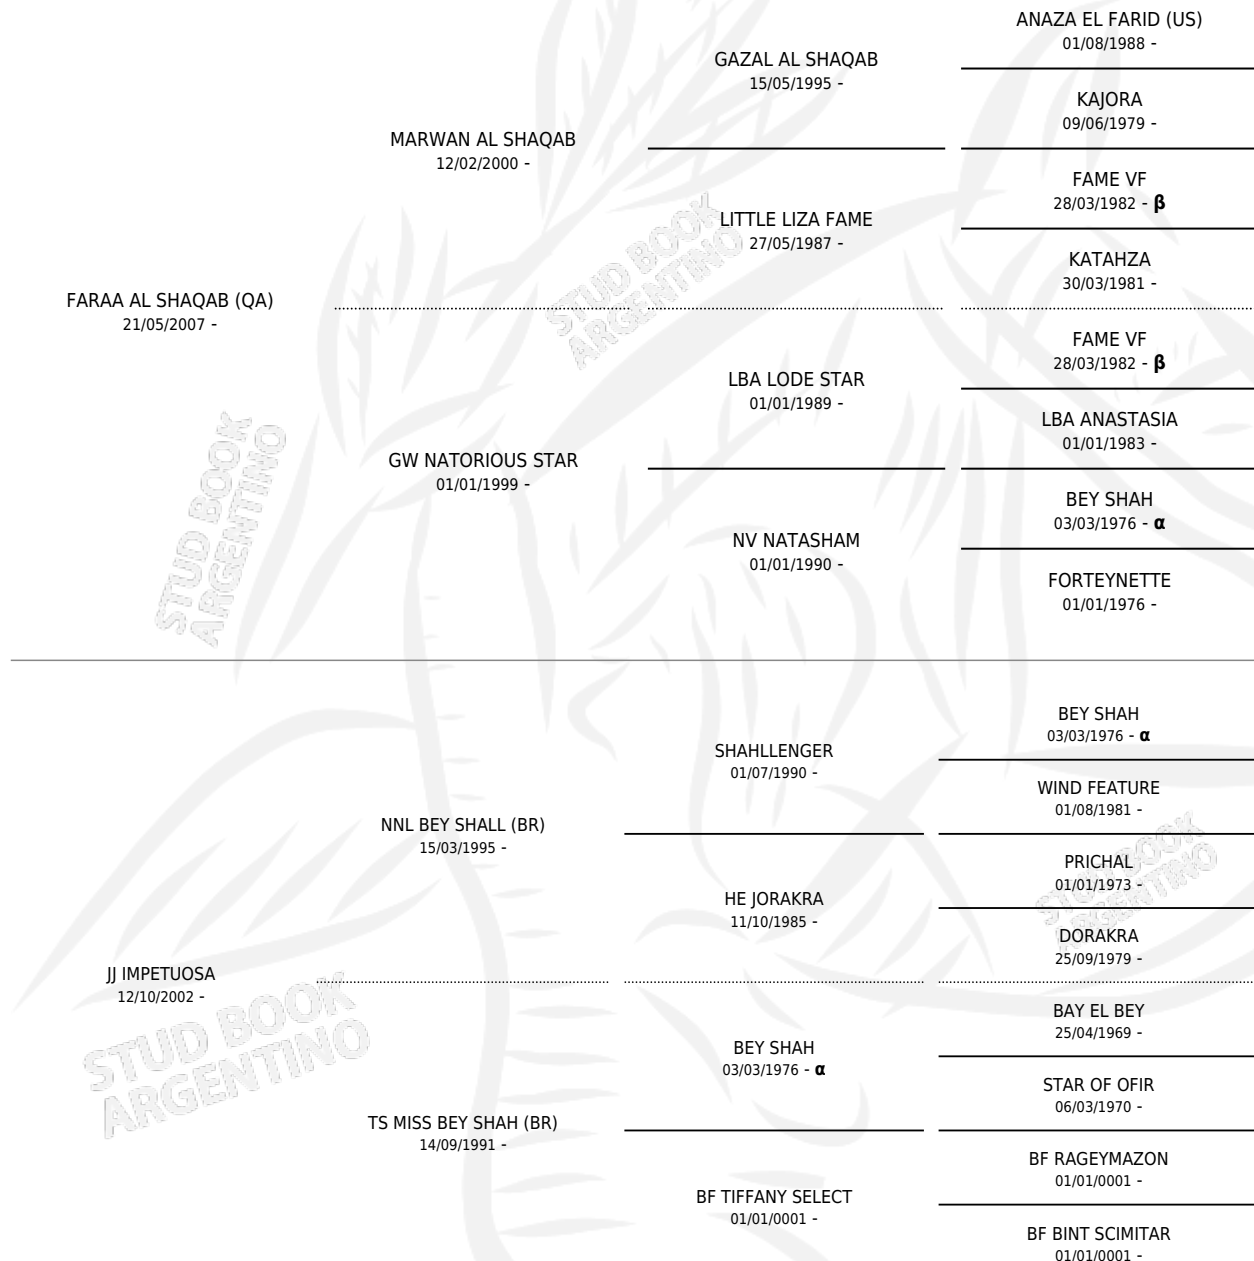 ANAZA EL FARID (US)
01/08/1988 -
GAZAL AL SHAQAB
15/05/1995 -
KAJORA
09/06/1979 -
MARWAN AL SHAQAB
12/02/2000 -
FAME VF
28/03/1982 - β
LITTLE LIZA FAME
27/05/1987 -
KATAHZA
30/03/1981 -
FARAA AL SHAQAB (QA)
21/05/2007 -
FAME VF
28/03/1982 - β
LBA LODE STAR
01/01/1989 -
LBA ANASTASIA
01/01/1983 -
GW NATORIOUS STAR
01/01/1999 -
BEY SHAH
03/03/1976 - α
NV NATASHAM
01/01/1990 -
FORTEYNETTE
01/01/1976 -
STUD BOOK
ARGENTINO
STUD BOOK
ARGENTINO
BEY SHAH
03/03/1976 - α
SHAHLLENGER
01/07/1990 -
WIND FEATURE
01/08/1981 -
NNL BEY SHALL (BR)
15/03/1995 -
PRICHAL
01/01/1973 -
HE JORAKRA
11/10/1985 -
DORAKRA
25/09/1979 -
JJ IMPETUOSA
12/10/2002 -
BAY EL BEY
25/04/1969 -
BEY SHAH
03/03/1976 - α
STAR OF OFIR
06/03/1970 -
TS MISS BEY SHAH (BR)
14/09/1991 -
BF RAGEYMAZON
01/01/0001 -
BF TIFFANY SELECT
01/01/0001 -
BF BINT SCIMITAR
01/01/0001 -
STUD BOOK
ARGENTINO
STUD BOOK
ARGENTINO